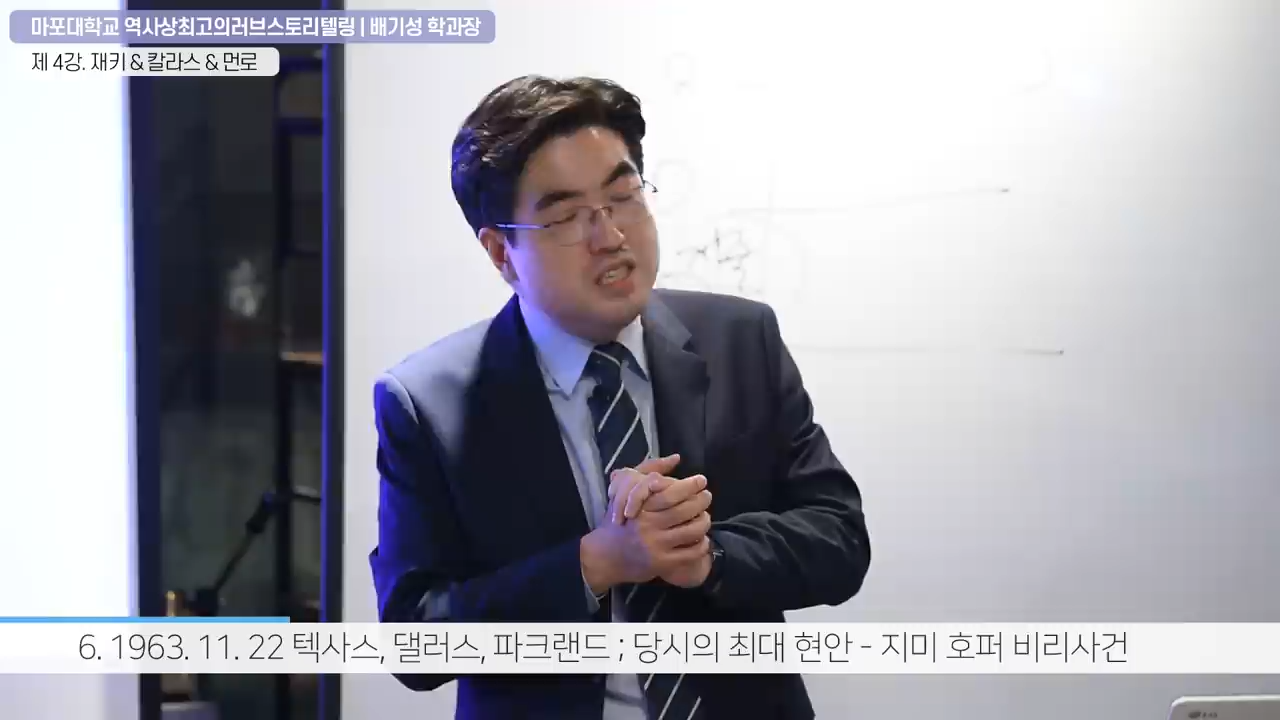 마포대학교 역사상최고의러브스토리텔링 | 배기성 학과장
제 4강. 재키 & 칼라스 & 먼로
6. 1963. 11. 22 텍사스, 댈러스, 파크랜드 ; 당시의 최대 현안 - 지미 호퍼 비리사건